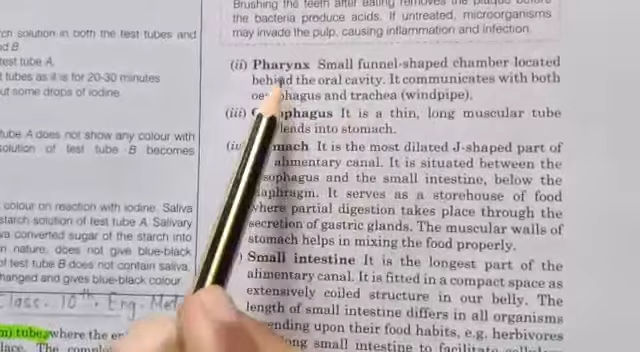 Brushing the teeth after eating removes the plaque before
the bacteria produce acids. If untreated, microorganisms
may invade the pulp, causing inflammation and infection.
(ii) Pharynx Small funnel-shaped chamber located
behind the oral cavity. It communicates with both
oe phagus and trachea (windpipe).
(iii) ophagus It is a thin, long muscular tube
leads into stomach.
(iv mach It is the most dilated J-shaped part of
alimentary canal. It is situated between the
sophagus and the small intestine, below the
aphragm. It serves as a storehouse of food
where partial digestion takes place through the
secretion of gastric glands. The muscular walls of
stomach helps in mixing the food properly.
) Small intestine It is the longest part of the
alimentary canal. It is fitted in a compact space as
extensively coiled structure in our belly. The
length of small intestine differs in all organisms
ending upon their food habits, e.g. herbivores
ong small intestine to facilitate
ch solution in both the test tubes and
d B.
test tube A.
t tubes as it is for 20-30 minutes
ut some drops of iodine.
tube A does not show any colour with
solution of test tube B becomes
colour on reaction with iodine. Saliva
starch solution of test tube A. Salivary
va converted sugar of the starch into
n nature, does not give blue-black
of test tube B does not contain saliva,
hanged and gives blue-black colour.
Class. 10th Eng. Med
m) tube, where the en
lace. The comple